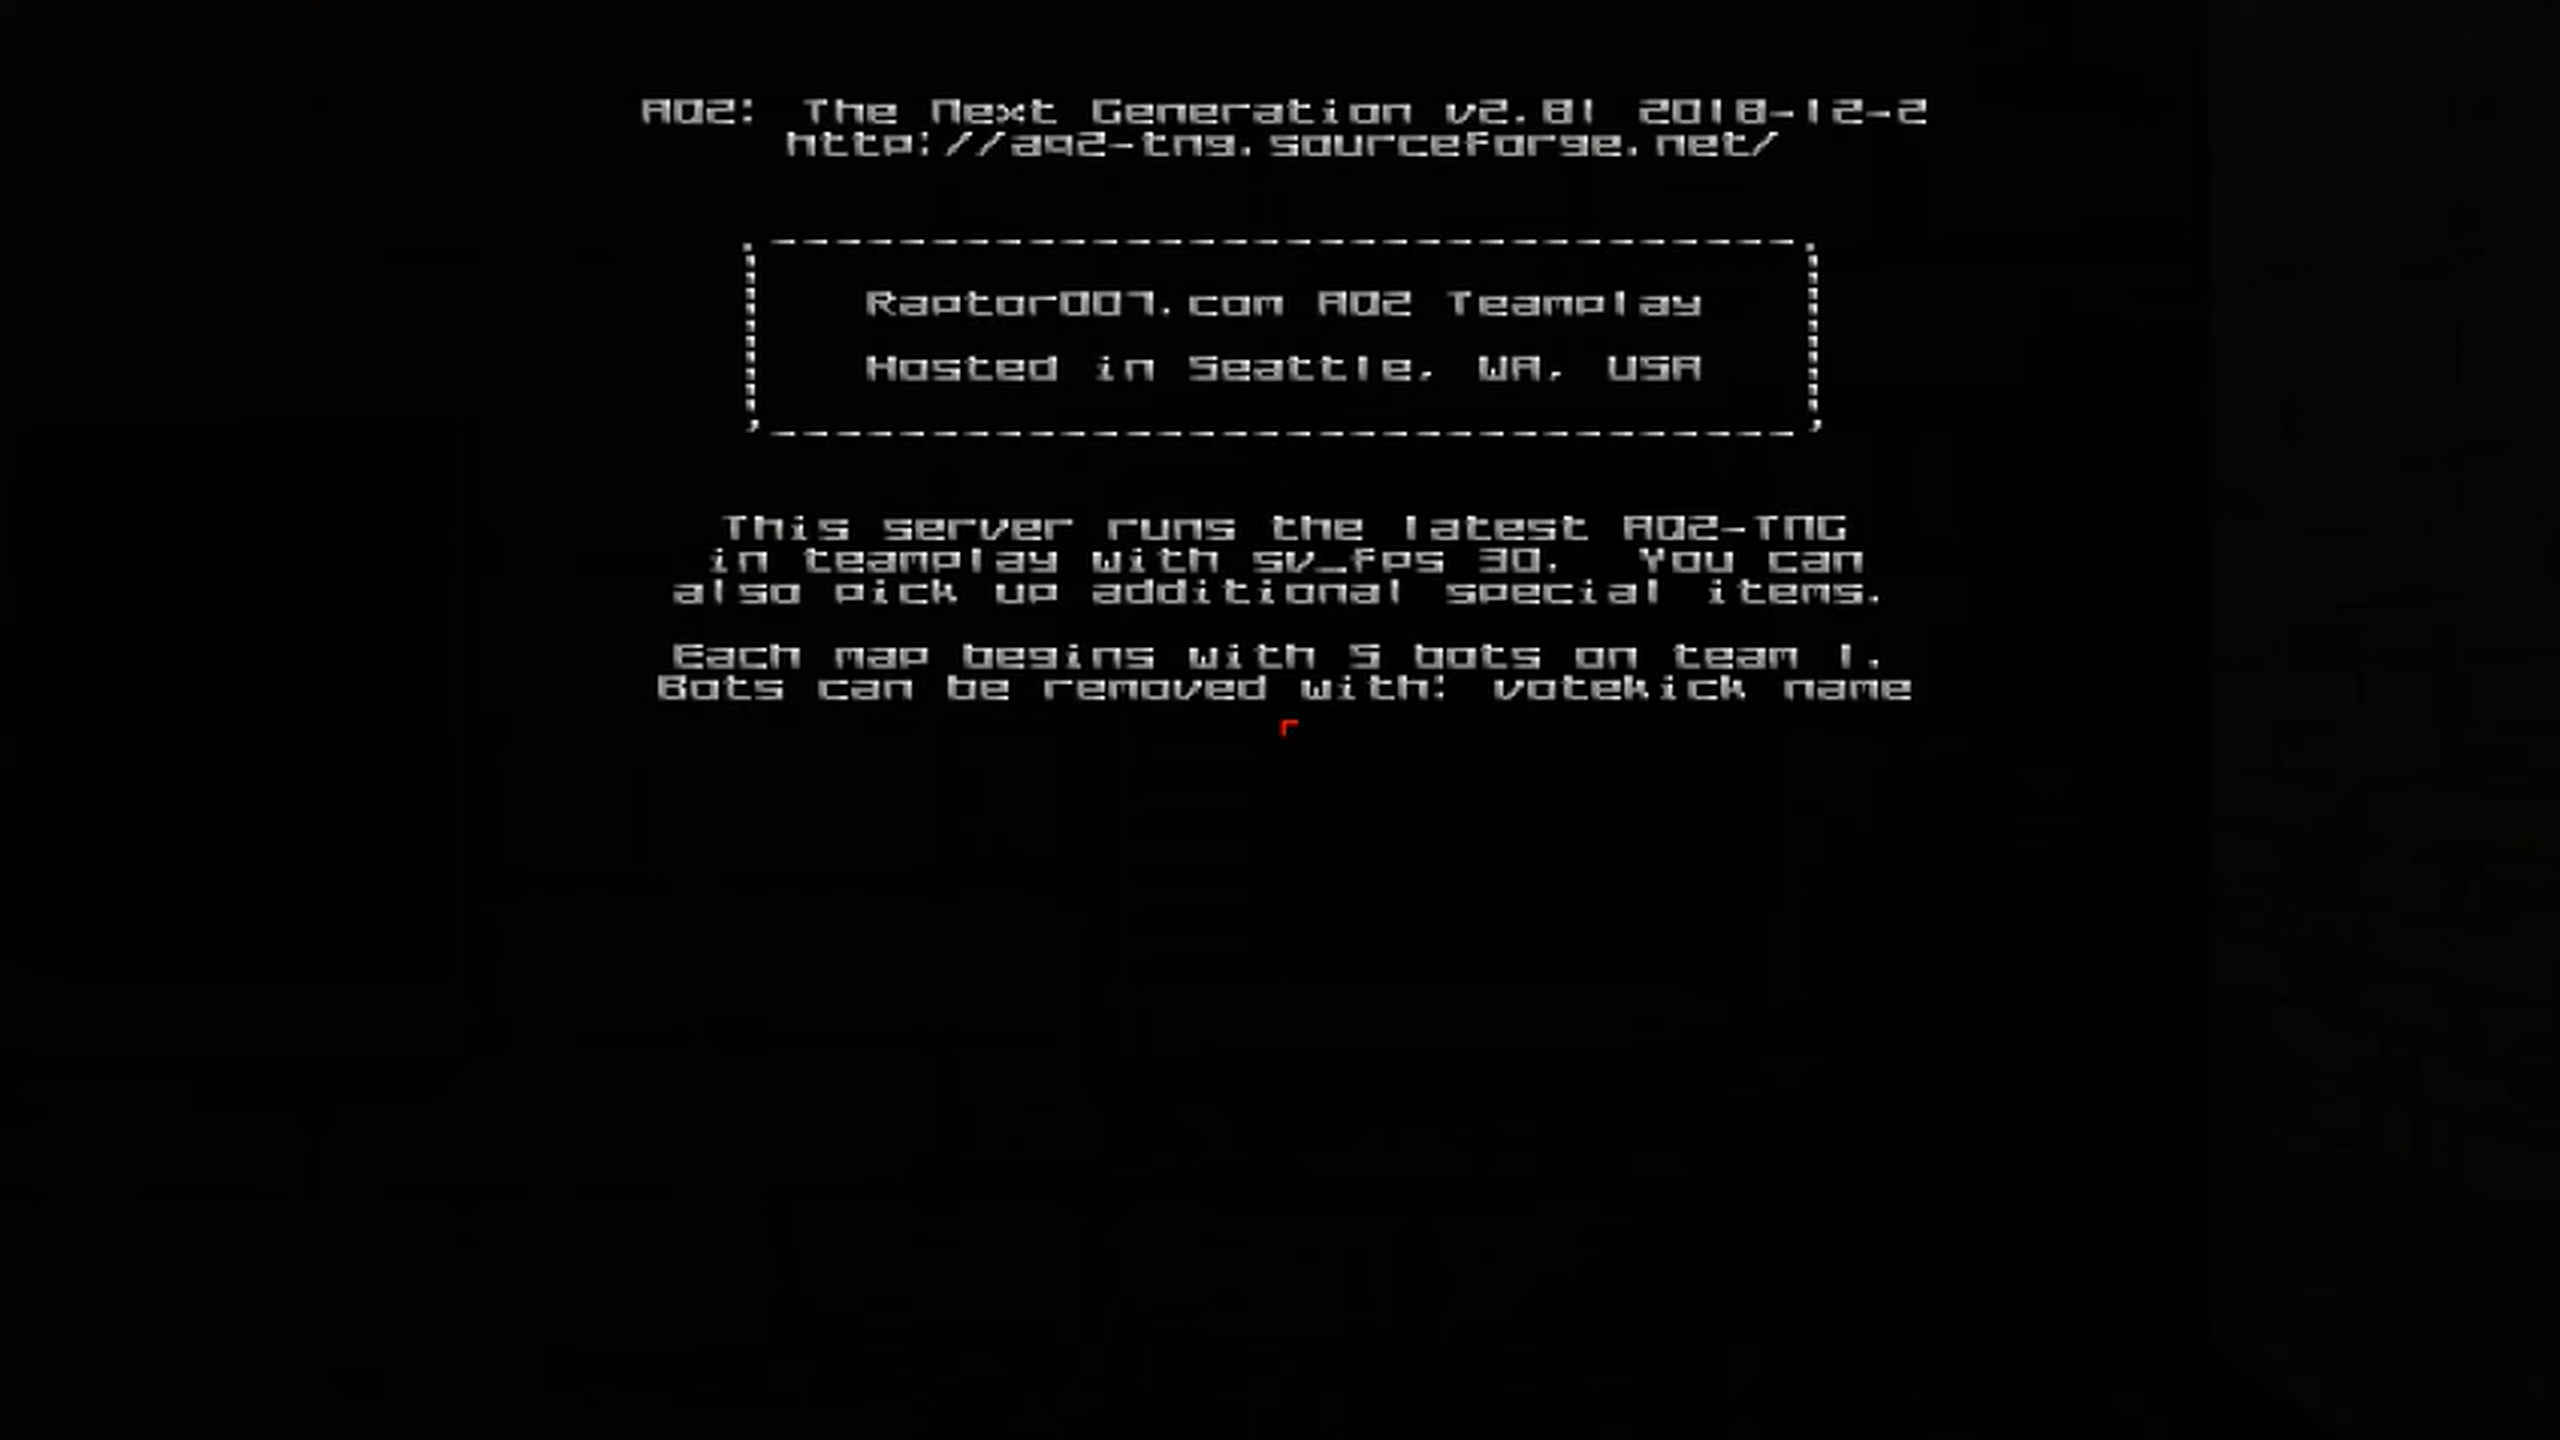 AQ2: The Next Generation v2.81 2018-12-2
http://aq2-tng.sourceforge.net/
Raptor007.com AQ2 Teamplay
Hosted in Seattle, WA, USA
This server runs the latest AQ2-TNG
in teamplay with sv_fps 30.  You can
also pick up additional special items.
Each map begins with 5 bots on team 1.
Bots can be removed with: votekick name